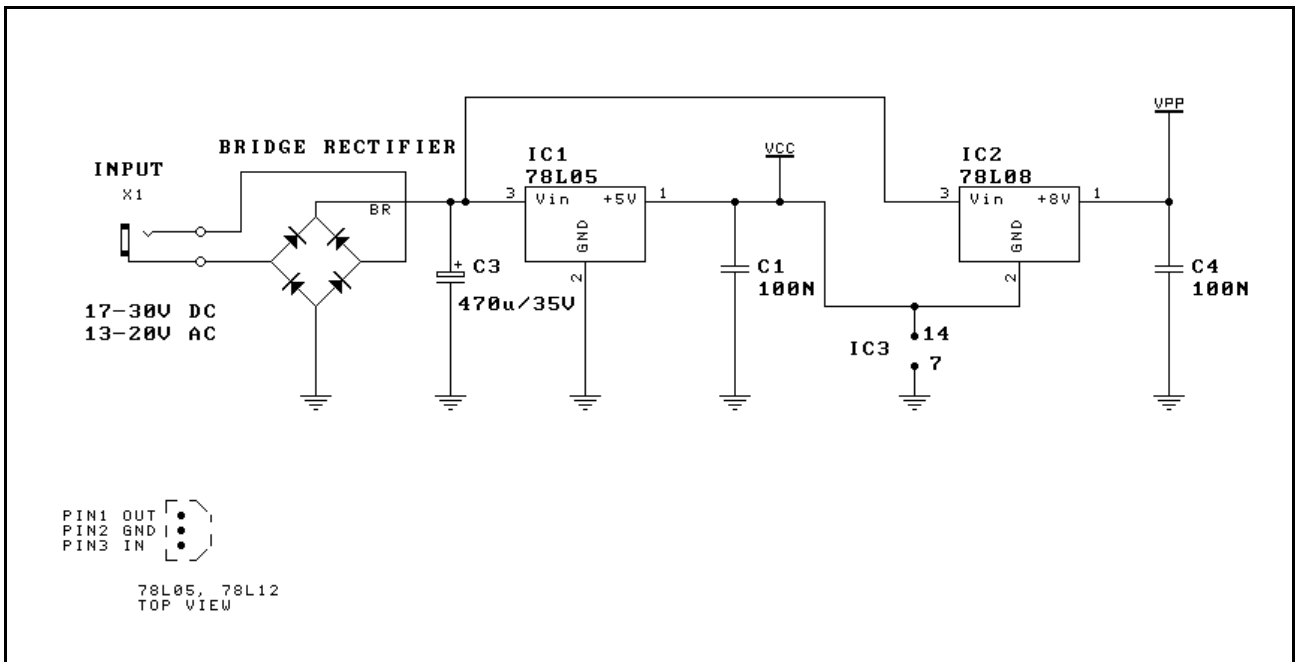 VPP
BRIDGE RECTIFIER
INPUT
X1
BR
IC1
78L05
3
Vin
+5V
1
GND
2
VCC
IC2
78L08
3
Vin
+8V
1
GND
2
+
C3
470u/35V
C1
100N
C4
100N
17-30V DC
13-20V AC
IC3
14
7
PIN1 OUT
PIN2 GND
PIN3 IN
78L05, 78L12
TOP VIEW